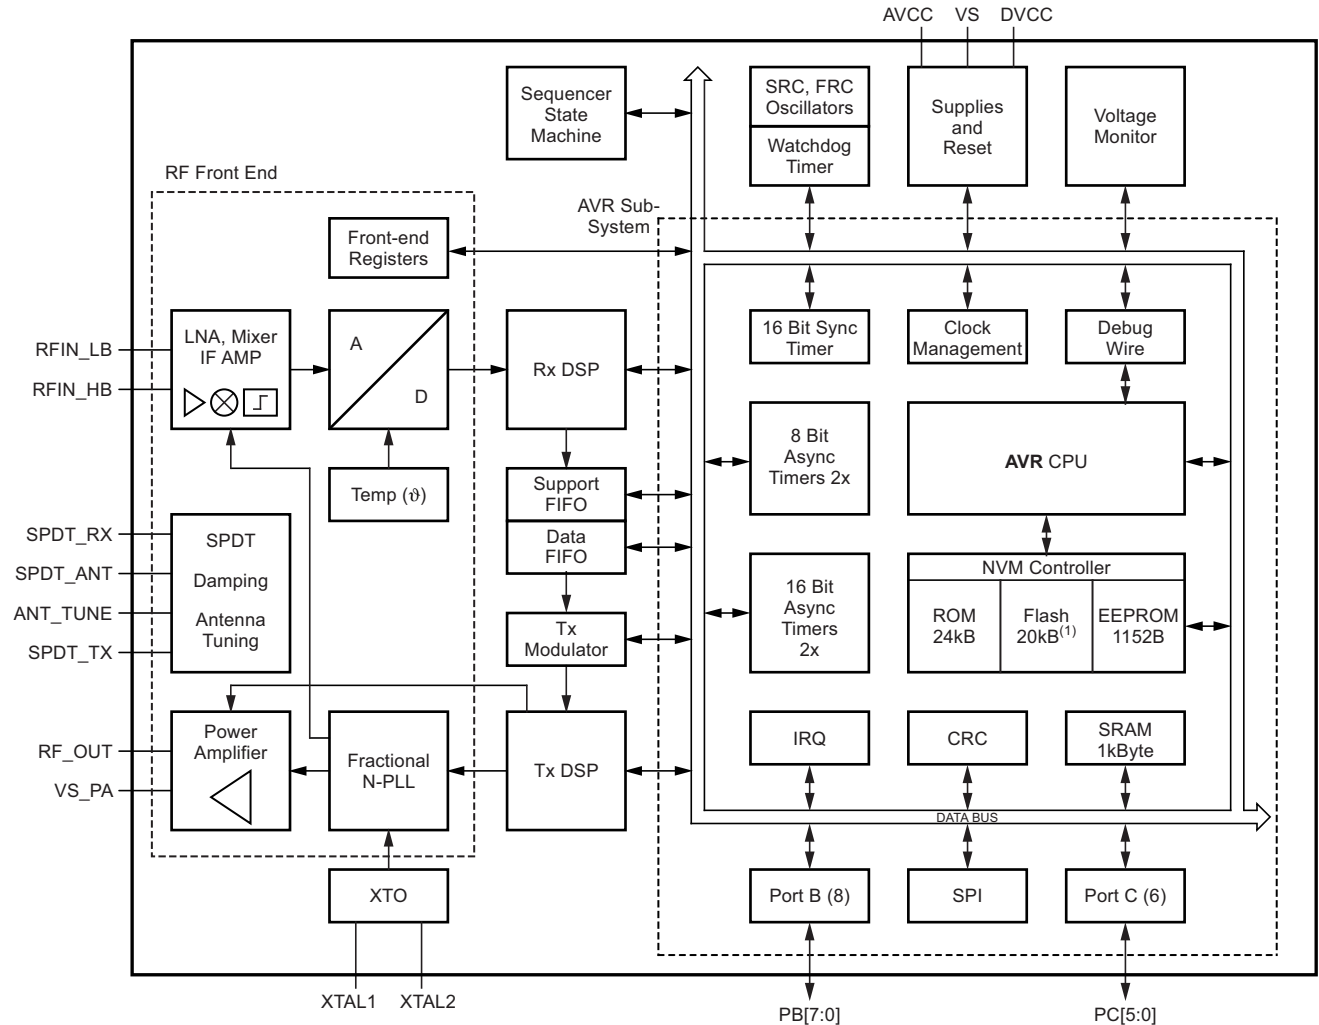 AVCC VS DVCC
Sequencer
State
Machine
SRC, FRC
Oscillators
Watchdog
Timer
Supplies
and
Reset
Voltage
Monitor
RF Front End
AVR Sub-
System
Front-end
Registers
LNA, Mixer
IF AMP
A
D
Rx DSP
16 Bit Sync
Timer
Clock
Management
Debug
Wire
RFIN_LB
RFIN_HB
8 Bit
Async
Timers 2x
AVR CPU
Temp (ϑ)
Support
FIFO
Data
FIFO
SPDT_RX
SPDT_ANT
ANT_TUNE
SPDT_TX
SPDT
Damping
Antenna
Tuning
16 Bit
Async
Timers
2x
NVM Controller
ROM
24kB
Flash
20kB(1)
EEPROM
1152B
Tx
Modulator
RF_OUT
VS_PA
Power
Amplifier
Fractional
N-PLL
Tx DSP
IRQ
CRC
SRAM
1kByte
DATA BUS
XTO
Port B (8)
SPI
Port C (6)
XTAL1 XTAL2
PB[7:0]
PC[5:0]